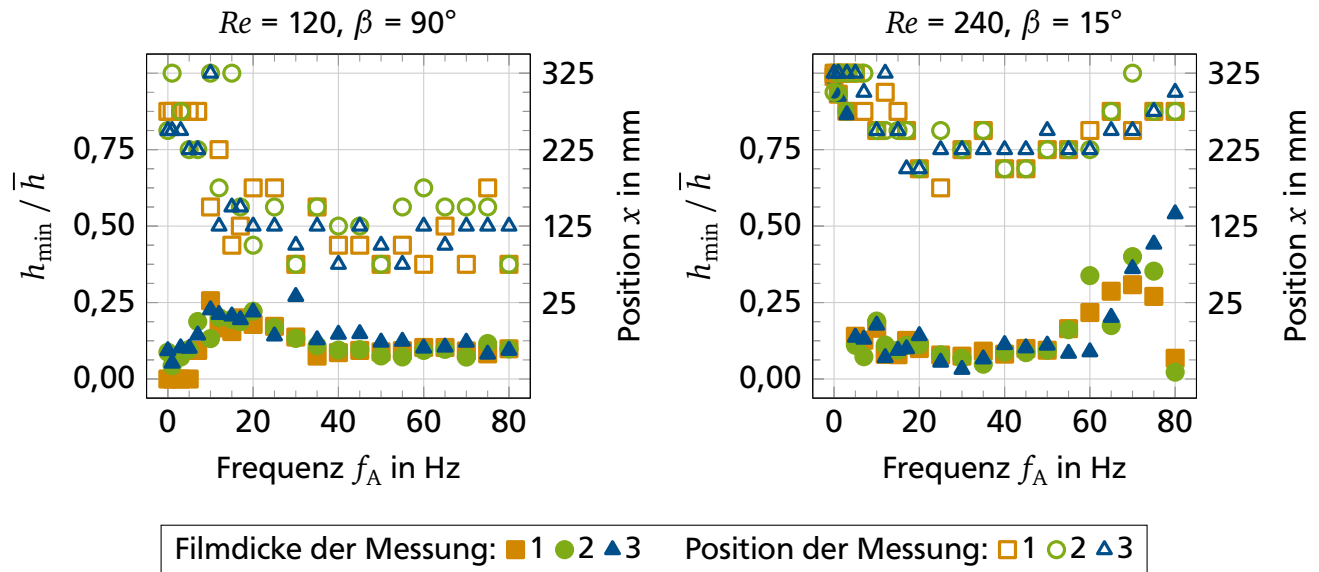 Re = 120, β = 90°
0,75
0,50
0,25
0,00
h_min / h̅
325
225
125
25
Position x in mm
0 20 40 60 80
Frequenz f_A in Hz
Re = 240, β = 15°
0,75
0,50
0,25
0,00
h_min / h̅
325
225
125
25
Position x in mm
0 20 40 60 80
Frequenz f_A in Hz
Filmdicke der Messung: 1 2 3 Position der Messung: 1 2 3